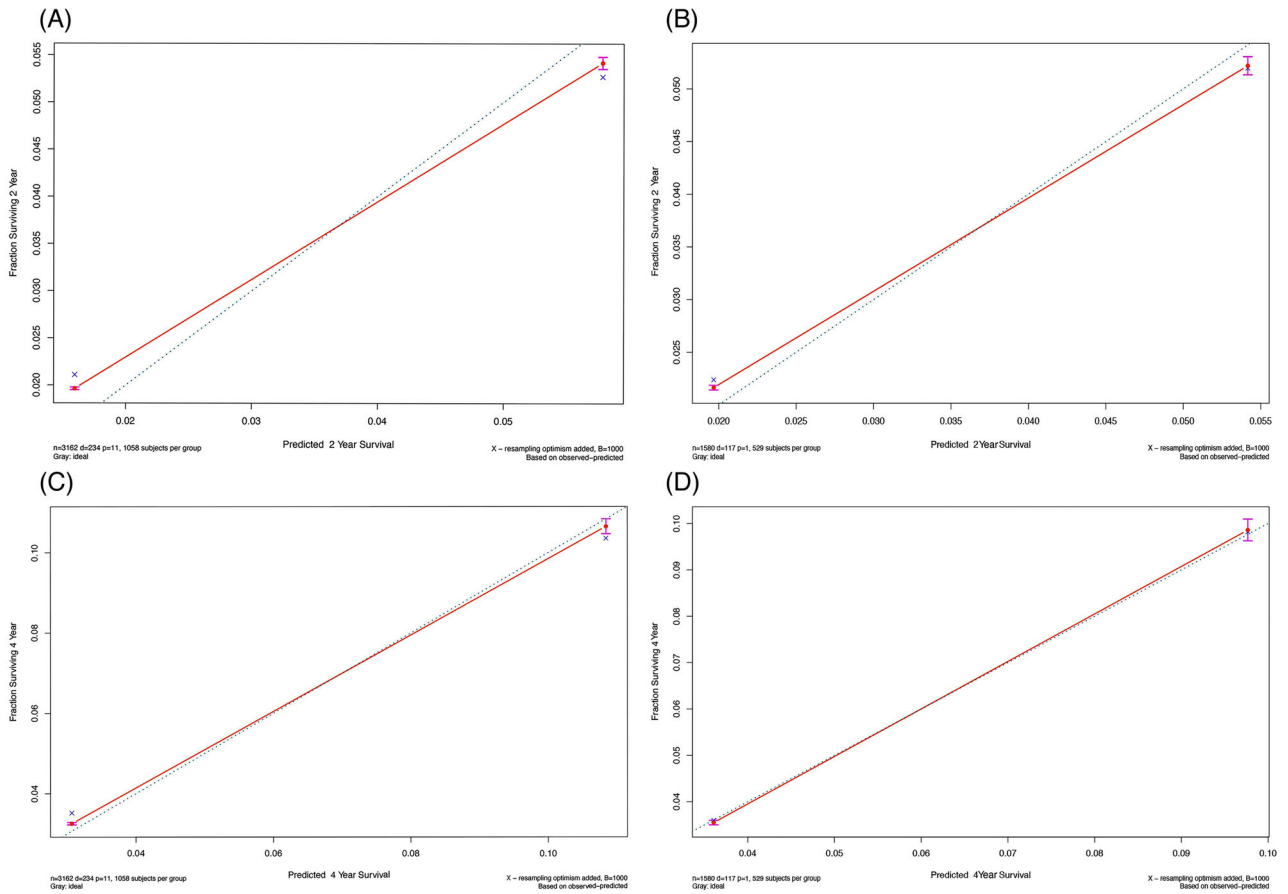 (A)
Fraction Surviving 2 Year
0.055
0.050
0.045
0.040
0.035
0.030
0.025
0.020
0.02 0.03 0.04 0.05
Predicted 2 Year Survival
n=3162 d=234 p=11, 1058 subjects per group
Gray: ideal
X – resampling optimism added, B=1000
Based on observed–predicted
(B)
Fraction Surviving 2 Year
0.050
0.045
0.040
0.035
0.030
0.025
0.020 0.025 0.030 0.035 0.040 0.045 0.050 0.055
Predicted 2YearSurvival
n=1580 d=117 p=1, 529 subjects per group
Gray: ideal
X – resampling optimism added, B=1000
Based on observed–predicted
(C)
Fraction Surviving 4 Year
0.10
0.08
0.06
0.04
0.04 0.06 0.08 0.10
Predicted 4 Year Survival
n=3162 d=234 p=11, 1058 subjects per group
Gray: ideal
X – resampling optimism added, B=1000
Based on observed–predicted
(D)
Fraction Surviving 4 Year
0.10
0.09
0.08
0.07
0.06
0.05
0.04
0.04 0.05 0.06 0.07 0.08 0.09 0.10
Predicted 4Year Survival
n=1580 d=117 p=1, 529 subjects per group
Gray: ideal
X – resampling optimism added, B=1000
Based on observed–predicted